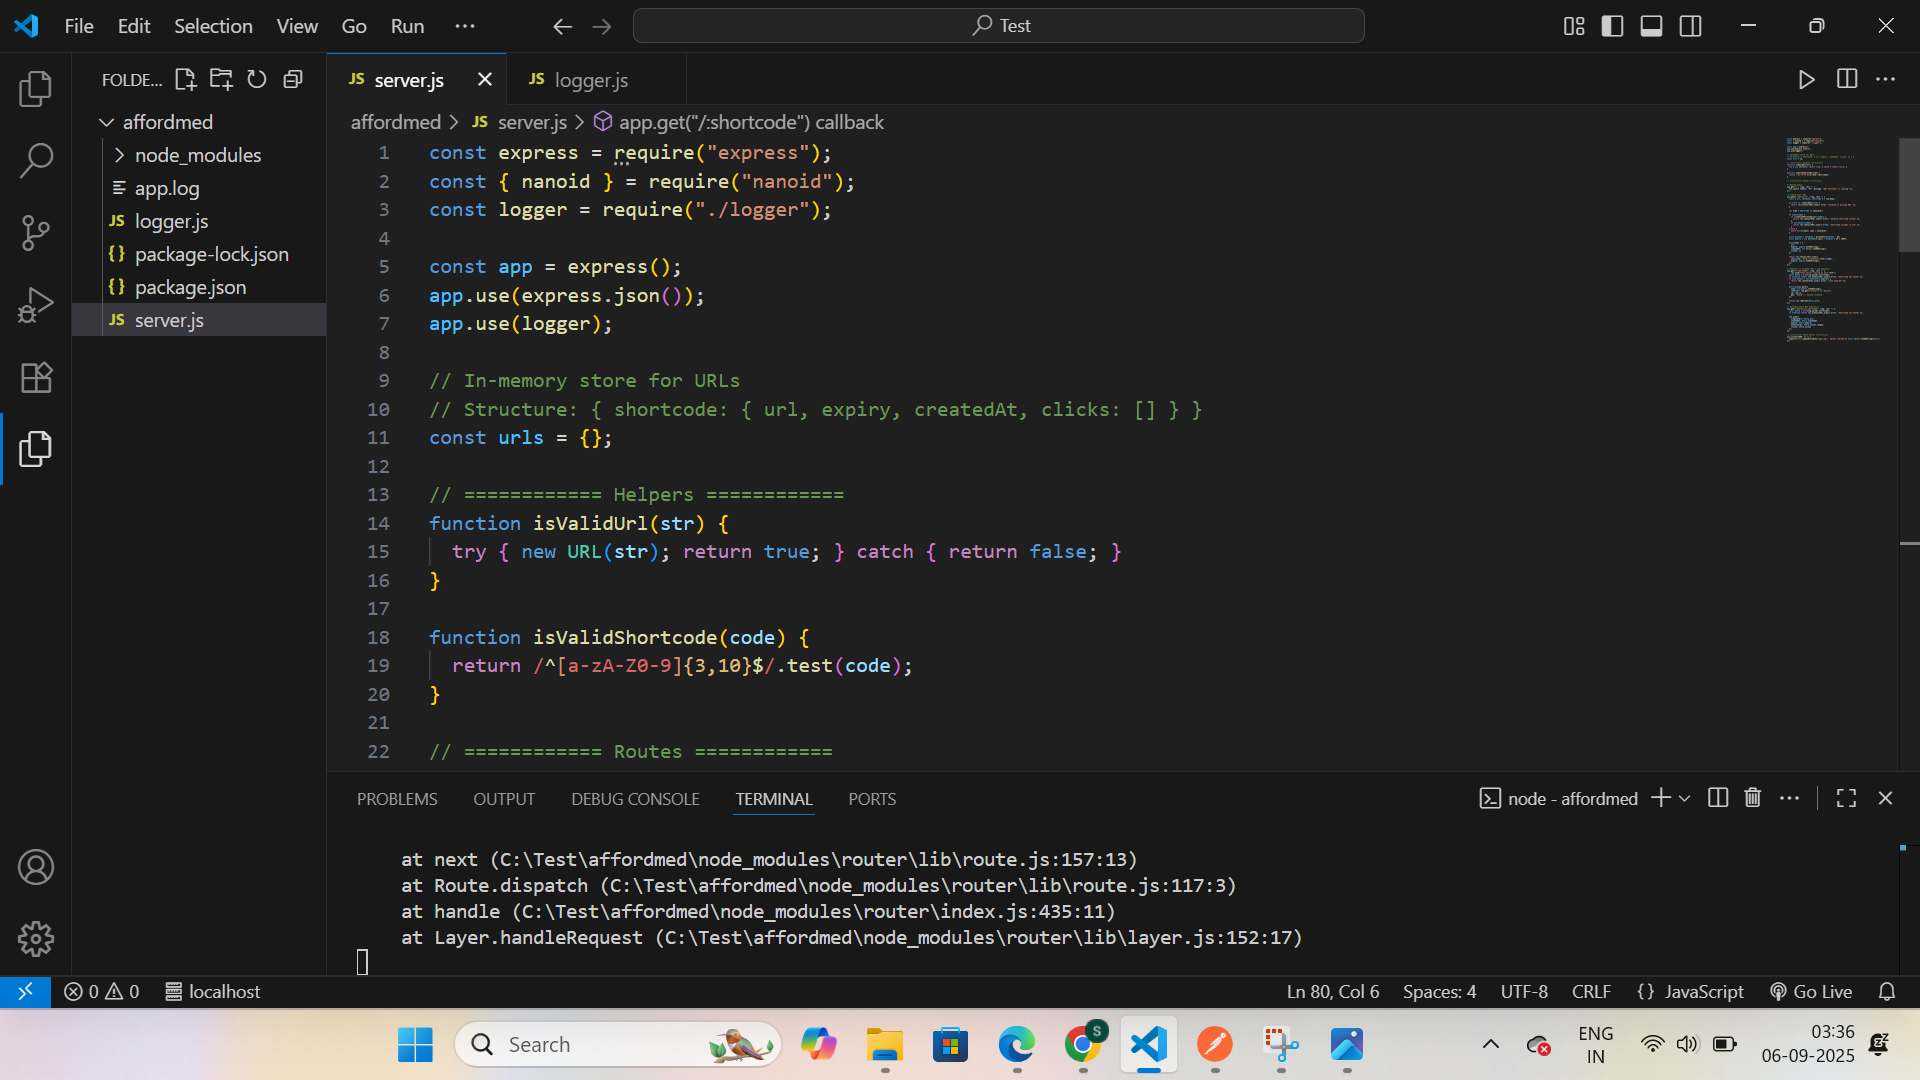 File Edit Selection View Go Run ···
Test
FOLDE...
affordmed
node_modules
app.log
JS logger.js
{} package-lock.json
{} package.json
JS server.js
JS server.js
JS logger.js
affordmed > JS server.js > app.get("/:shortcode") callback
1 const express = require("express");
2 const { nanoid } = require("nanoid");
3 const logger = require("./logger");
4
5 const app = express();
6 app.use(express.json());
7 app.use(logger);
8
9 // In-memory store for URLs
10 // Structure: { shortcode: { url, expiry, createdAt, clicks: [] } }
11 const urls = {};
12
13 // ============ Helpers ============
14 function isValidUrl(str) {
15 try { new URL(str); return true; } catch { return false; }
16 }
17
18 function isValidShortcode(code) {
19 return /^[a-zA-Z0-9]{3,10}$/.test(code);
20 }
21
22 // ============ Routes ============
PROBLEMS OUTPUT DEBUG CONSOLE TERMINAL PORTS
node - affordmed
at next (C:\Test\affordmed\node_modules\router\lib\route.js:157:13)
at Route.dispatch (C:\Test\affordmed\node_modules\router\lib\route.js:117:3)
at handle (C:\Test\affordmed\node_modules\router\index.js:435:11)
at Layer.handleRequest (C:\Test\affordmed\node_modules\router\lib\layer.js:152:17)
0 0 localhost
Ln 80, Col 6 Spaces: 4 UTF-8 CRLF {} JavaScript Go Live
Search
S
ENG
IN
03:36
06-09-2025